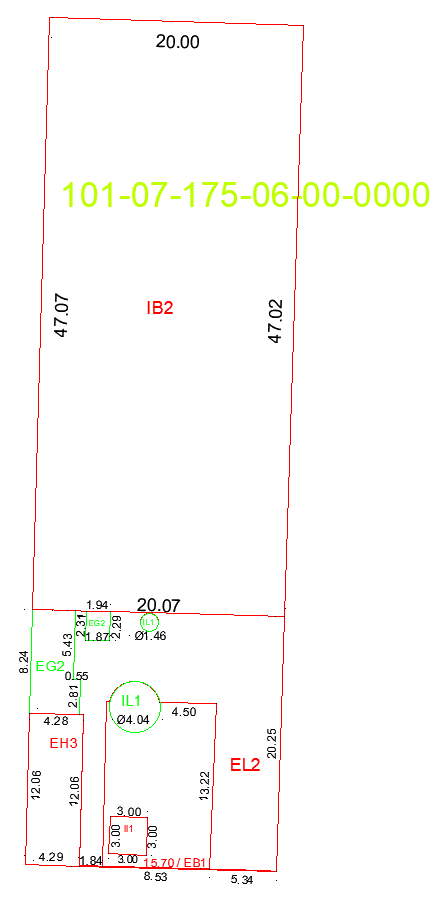 20.00
101-07-175-06-00-0000
IB2
47.07
47.02
1.94
20.07
2.31
EG2
2.29
IL1
1.87
Ø1.46
5.43
8.24
EG2
0.55
2.81
IL1
4.50
Ø4.04
4.28
EH3
20.25
EL2
12.06
12.06
13.22
3.00
3.00
3.00
4.29
1.84
3.00
15.70 / EB1
8.53
5.34